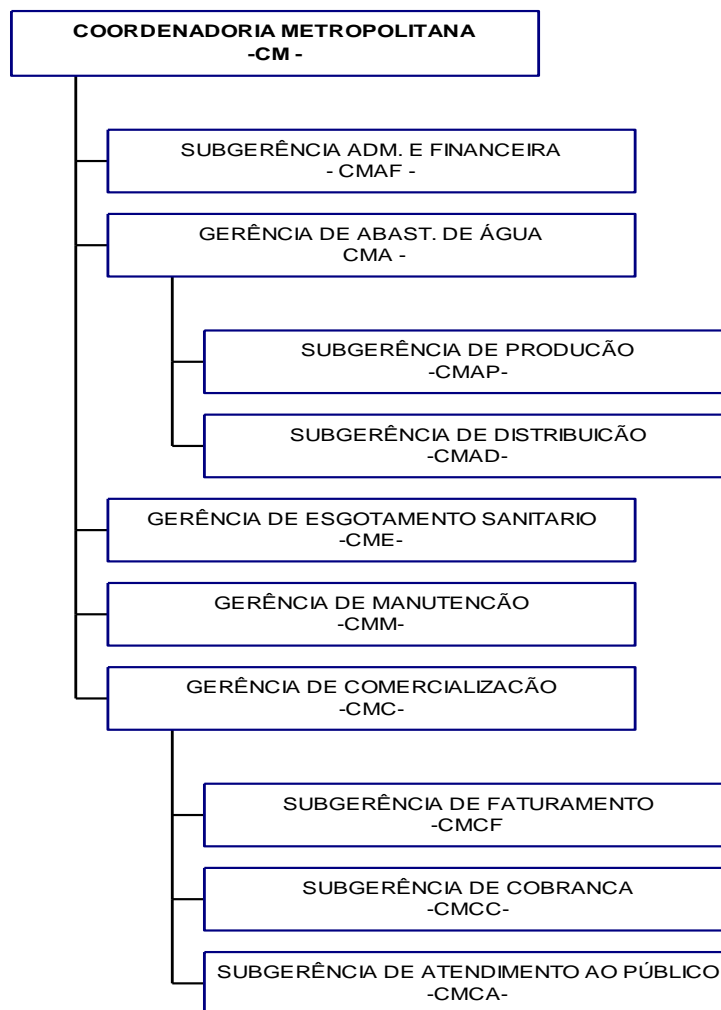 COORDENADORIA METROPOLITANA
-CM -
SUBGERÊNCIA ADM. E FINANCEIRA
- CMAF -
GERÊNCIA DE ABAST. DE ÁGUA
CMA -
SUBGERÊNCIA DE PRODUCÃO
-CMAP-
SUBGERÊNCIA DE DISTRIBUICÃO
-CMAD-
GERÊNCIA DE ESGOTAMENTO SANITARIO
-CME-
GERÊNCIA DE MANUTENCÃO
-CMM-
GERÊNCIA DE COMERCIALIZACÃO
-CMC-
SUBGERÊNCIA DE FATURAMENTO
-CMCF
SUBGERÊNCIA DE COBRANCA
-CMCC-
SUBGERÊNCIA DE ATENDIMENTO AO PÚBLICO
-CMCA-